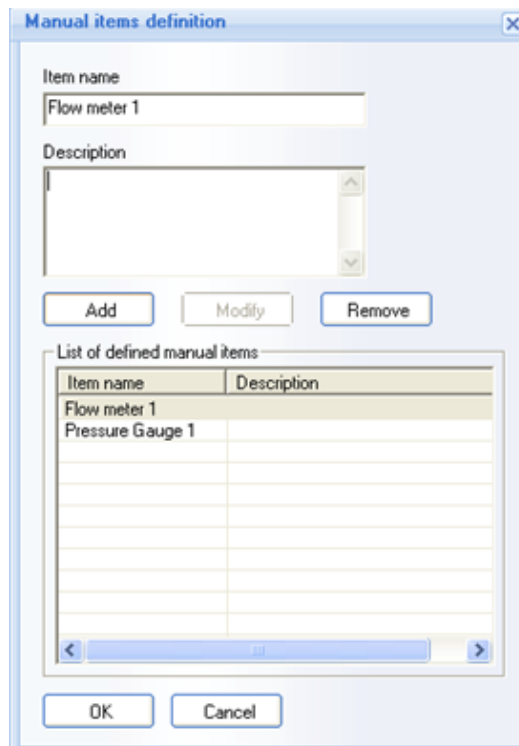 Manual items definition
Item name
Flow meter 1
Description
Add Modify Remove
List of defined manual items
Item name Description
Flow meter 1
Pressure Gauge 1
OK Cancel